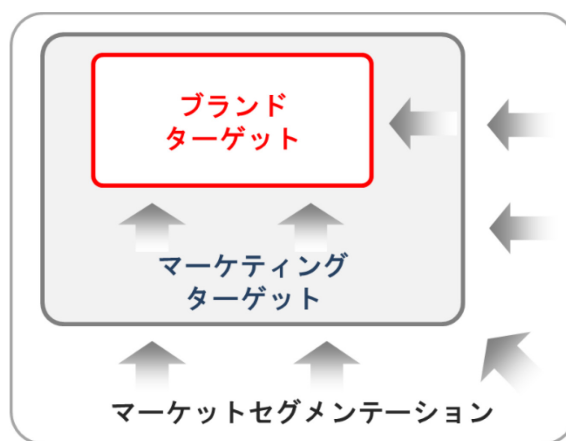 ブランド
ターゲット
マーケティング
ターゲット
マーケットセグメンテーション